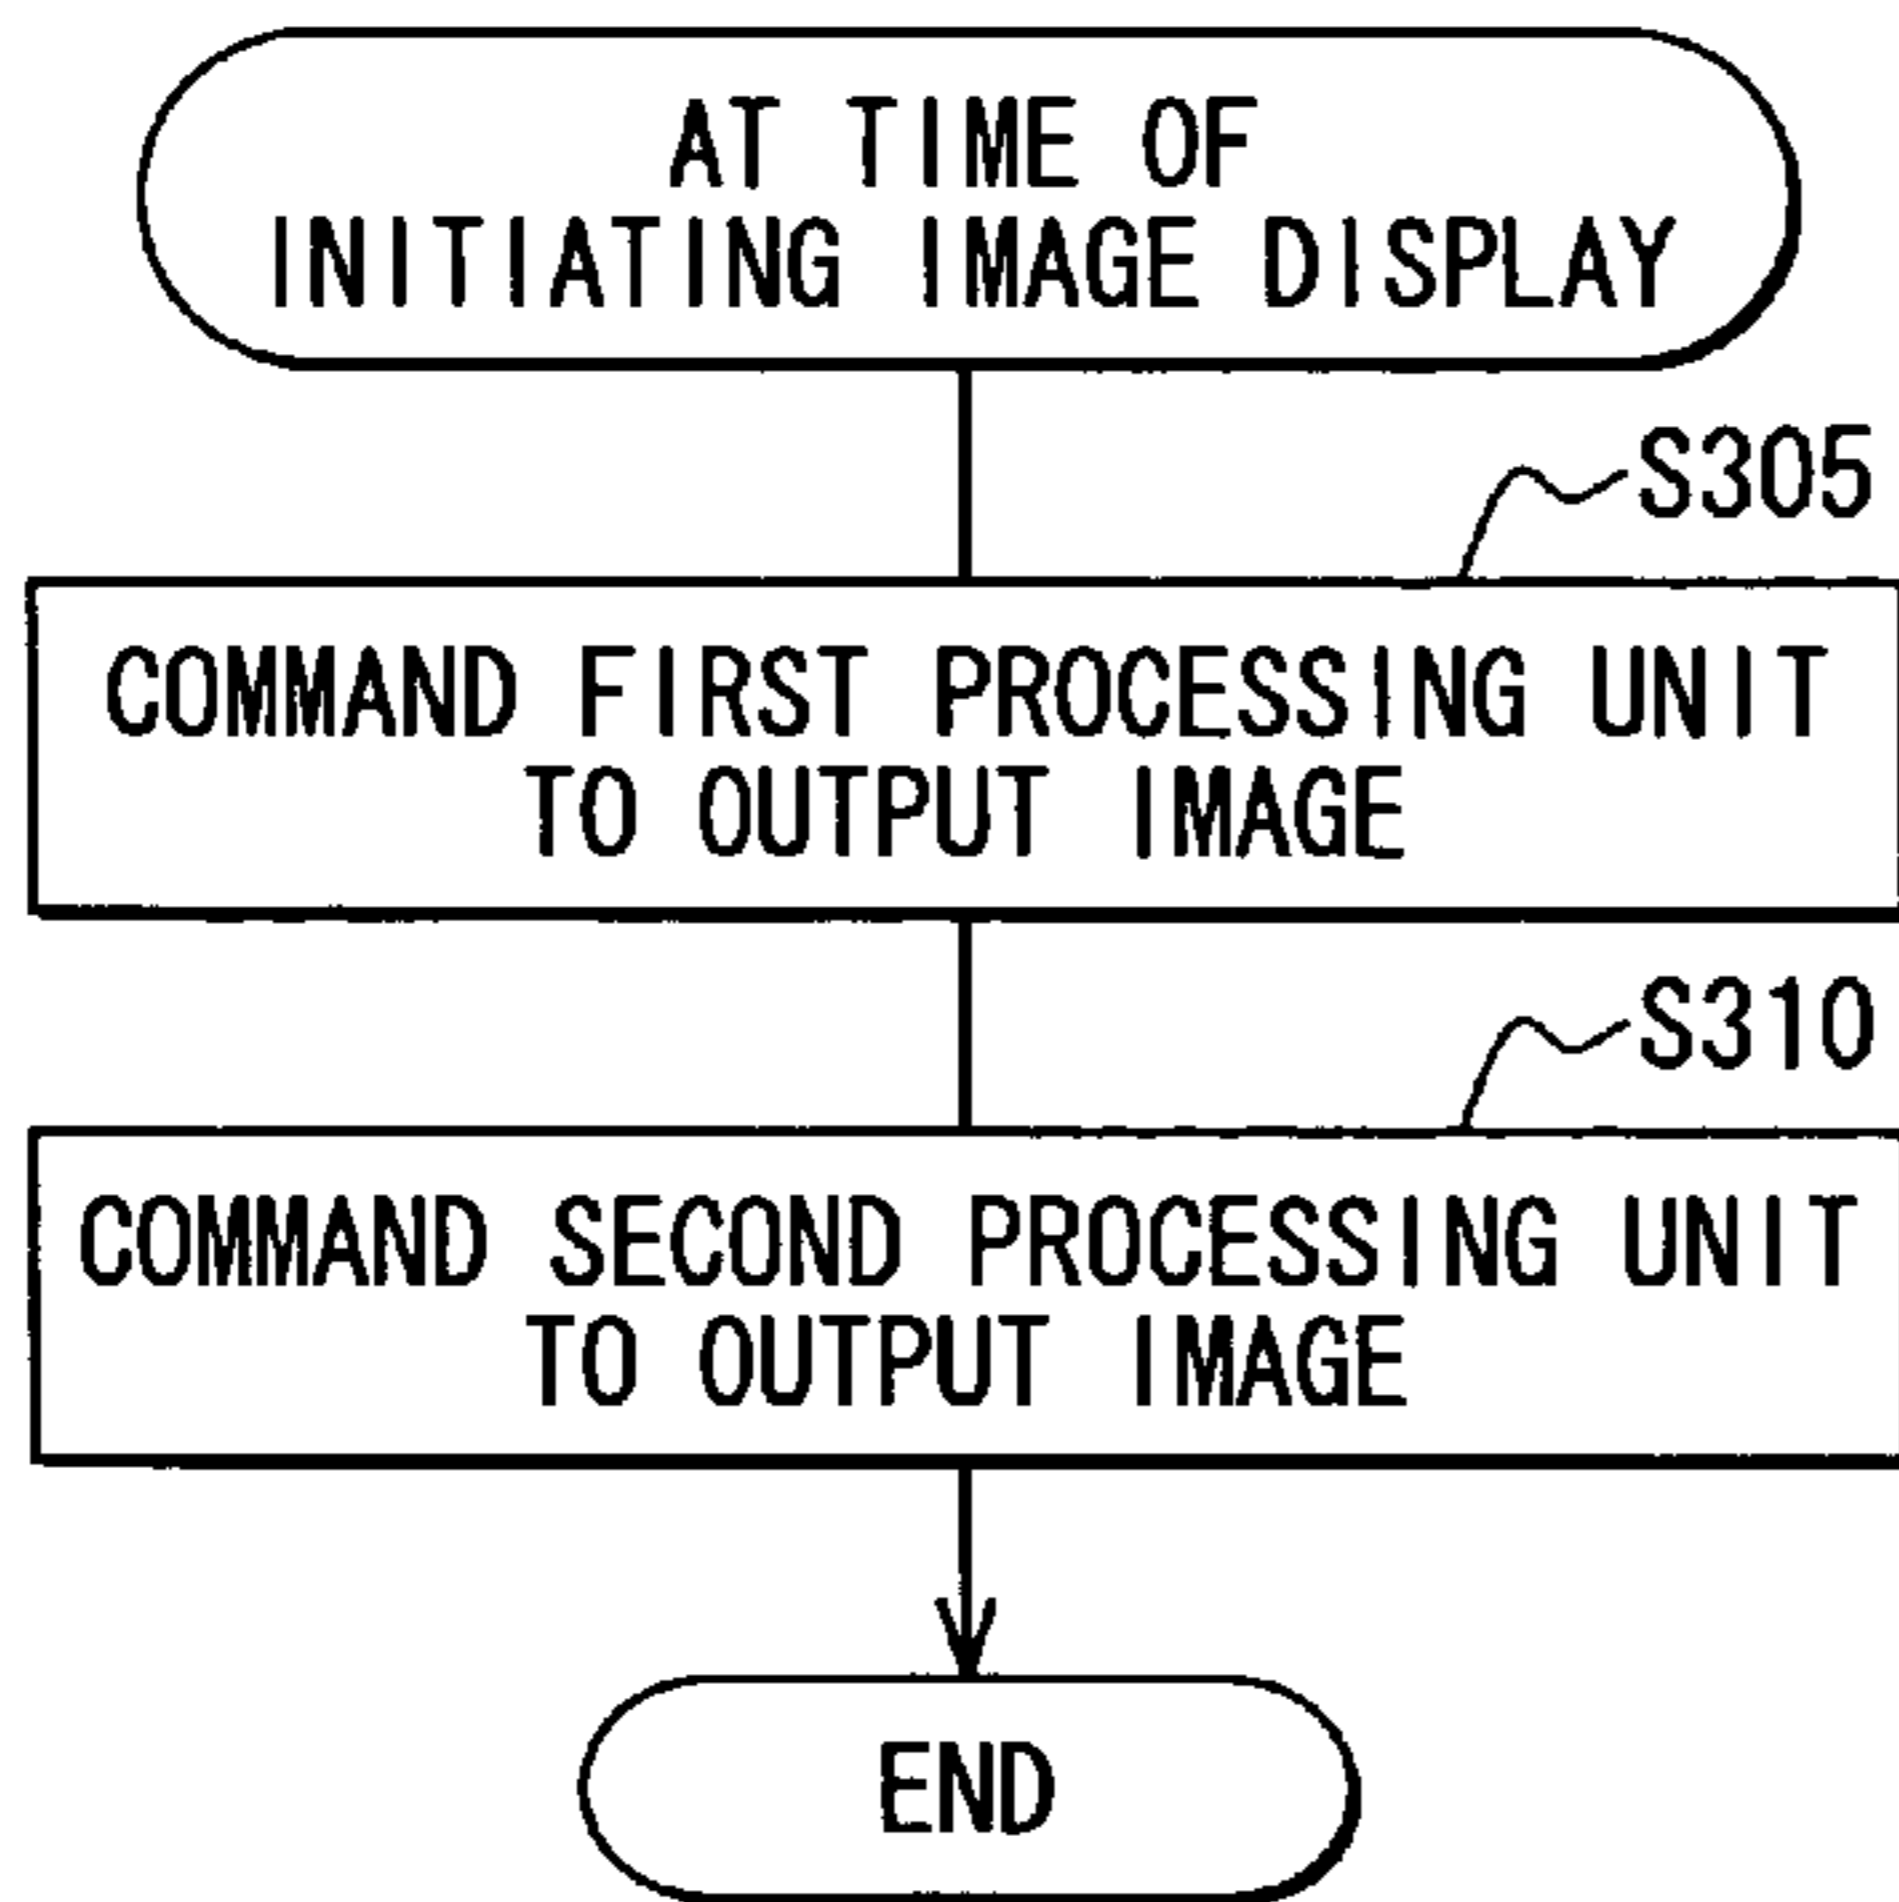 AT TIME OF
INITIATING IMAGE DISPLAY
S305
COMMAND FIRST PROCESSING UNIT
TO OUTPUT IMAGE
S310
COMMAND SECOND PROCESSING UNIT
TO OUTPUT IMAGE
END